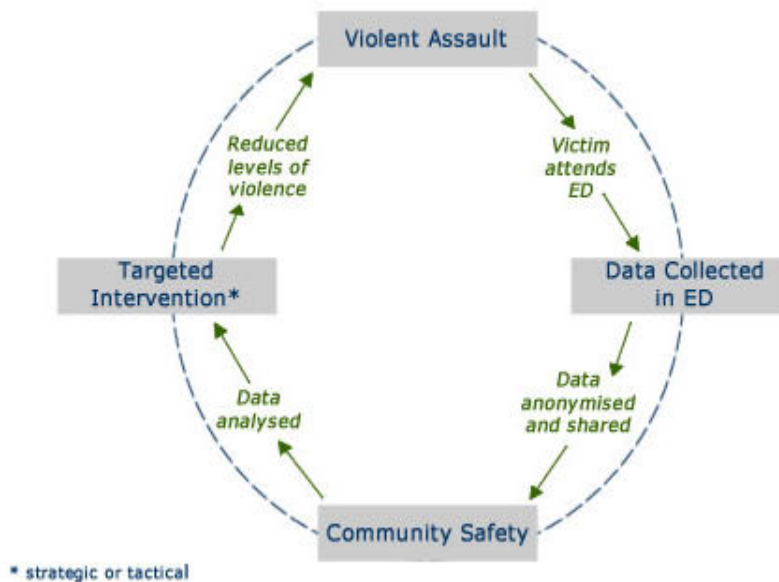 Violent Assault
Victim
attends
ED
Data Collected
in ED
Data
anonymised
and shared
Community Safety
Data
analysed
Targeted
Intervention*
Reduced
levels of
violence
* strategic or tactical